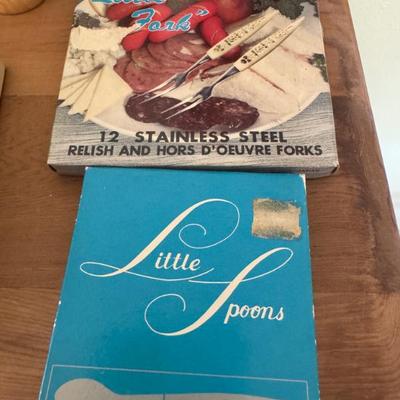 Fork"
12 STAINLESS STEEL
RELISH AND HORS D'OEUVRE FORKS
Little
Spoons